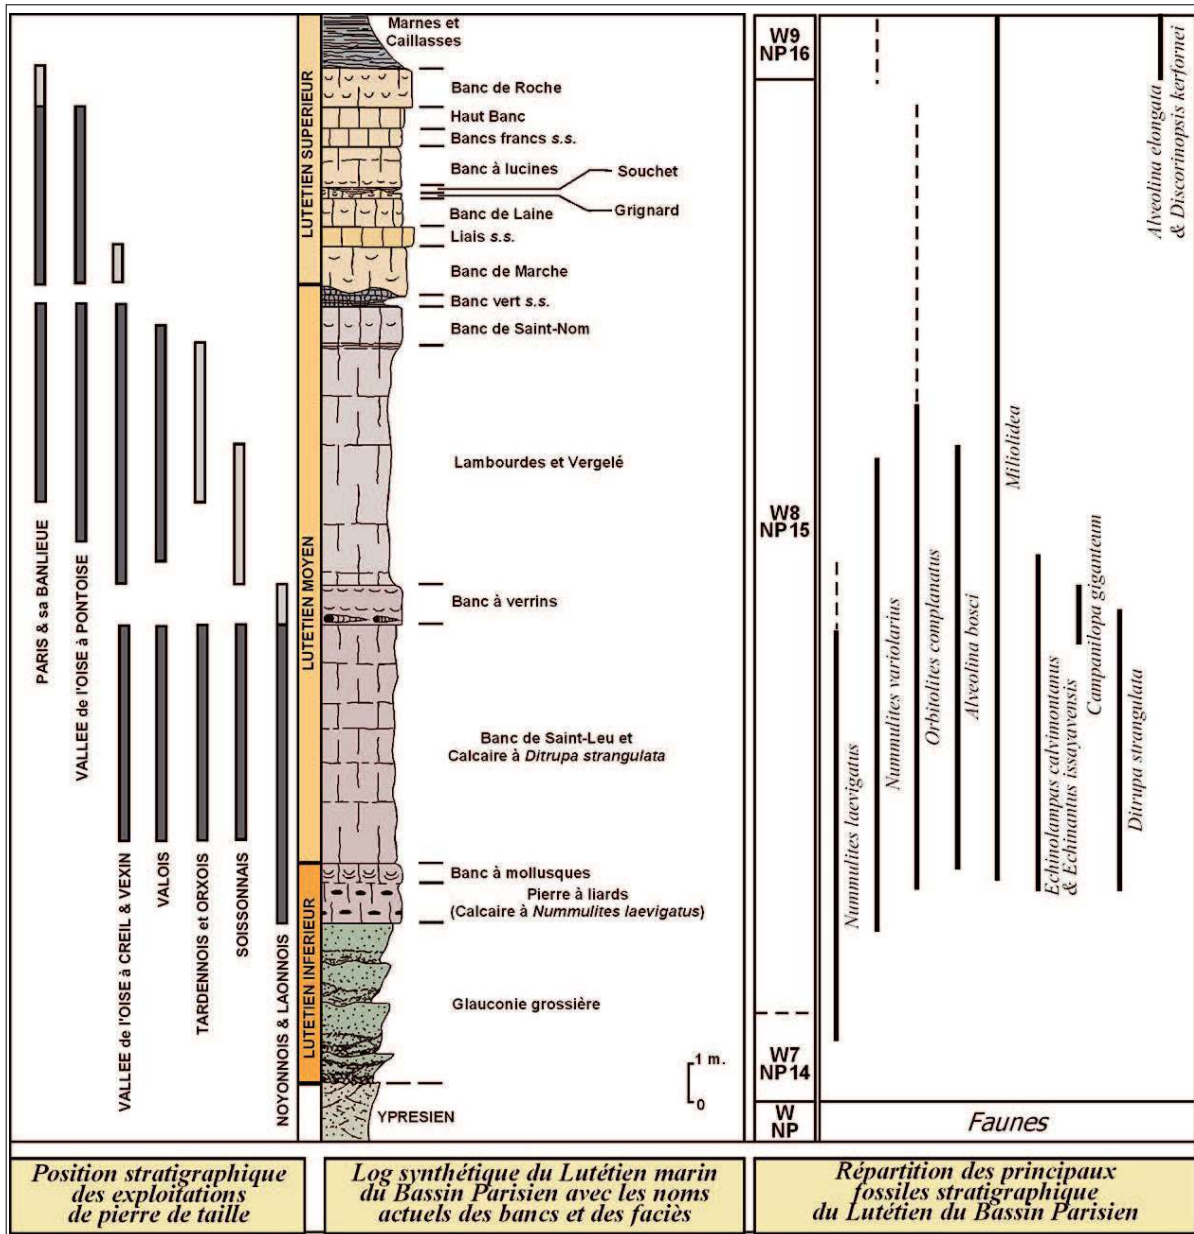 PARIS & sa BANLIEUE
VALLEE de l'OISE à PONTOISE
VALLEE de l'OISE à CREIL & VEXIN
VALOIS
TARDENNOIS et ORXOIS
SOISSONNAIS
NOYONNOIS & LAONNOIS
LUTETIEN SUPERIEUR
LUTETIEN MOYEN
LUTETIEN INFERIEUR
Marnes et
Caillasses
Banc de Roche
Haut Banc
Bancs francs s.s.
Banc à lucines
Souchet
Grignard
Banc de Laine
Liais s.s.
Banc de Marche
Banc vert s.s.
Banc de Saint-Nom
Lambourdes et Vergelé
Banc à verrins
Banc de Saint-Leu et
Calcaire à Ditrupa strangulata
Banc à mollusques
Pierre à liards
(Calcaire à Nummulites laevigatus)
Glauconie grossière
1 m.
0
YPRESIEN
W9
NP16
W8
NP15
W7
NP14
W
NP
Nummulites laevigatus
Nummulites variolarius
Orbitolites complanatus
Alveolina bosci
Miliolidea
Echinolampas calvimontanus
& Echinantus issayavensis
Campanilopa giganteum
Ditrupa strangulata
Alveolina elongata
& Discorinopsis kerfornei
Faunes
Position stratigraphique
des exploitations
de pierre de taille
Log synthétique du Lutétien marin
du Bassin Parisien avec les noms
actuels des bancs et des faciès
Répartition des principaux
fossiles stratigraphique
du Lutétien du Bassin Parisien